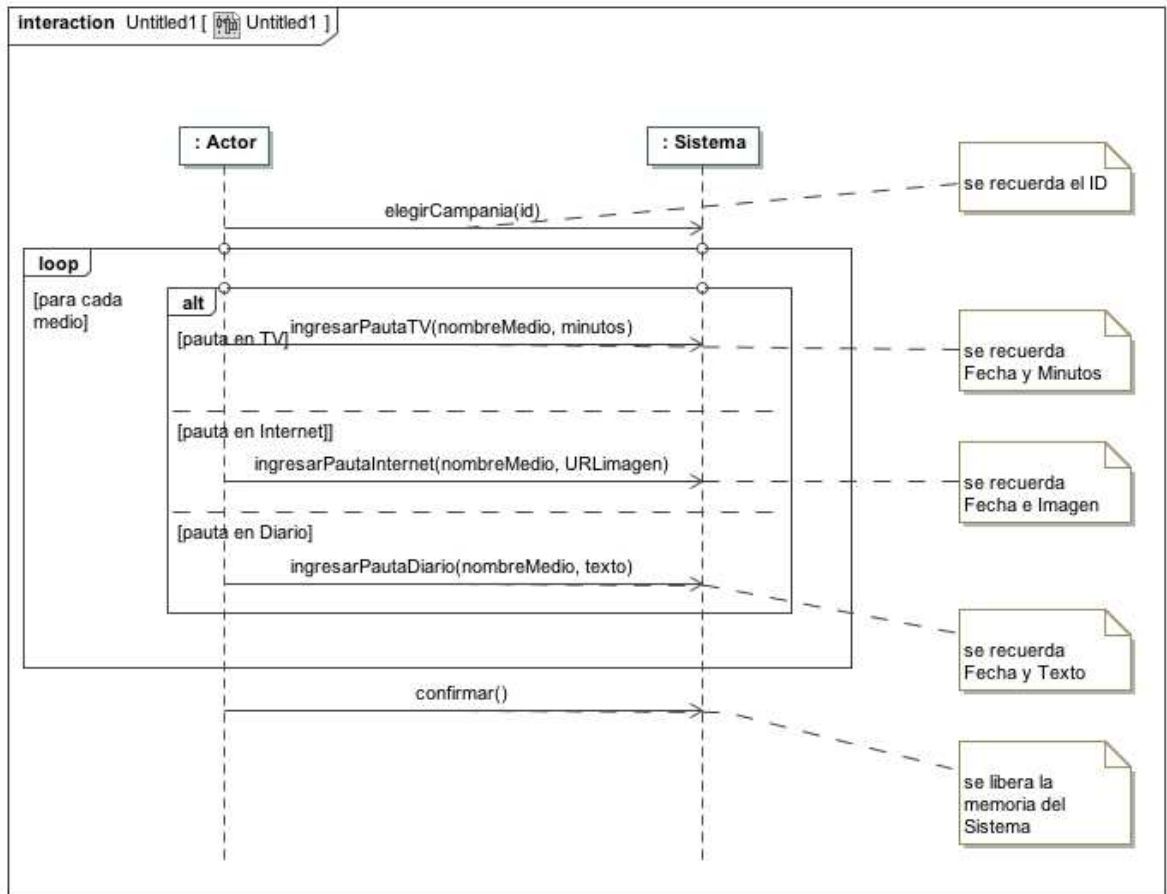 interaction Untitled1 [ Untitled1 ]
: Actor
: Sistema
se recuerda el ID
elegirCampania(id)
loop
[para cada
medio]
alt
[pauta en TV]
ingresarPautaTV(nombreMedio, minutos)
se recuerda
Fecha y Minutos
[pauta en Internet]]
ingresarPautaInternet(nombreMedio, URLimagen)
se recuerda
Fecha e Imagen
[pauta en Diario]
ingresarPautaDiario(nombreMedio, texto)
se recuerda
Fecha y Texto
confirmar()
se libera la
memoria del
Sistema